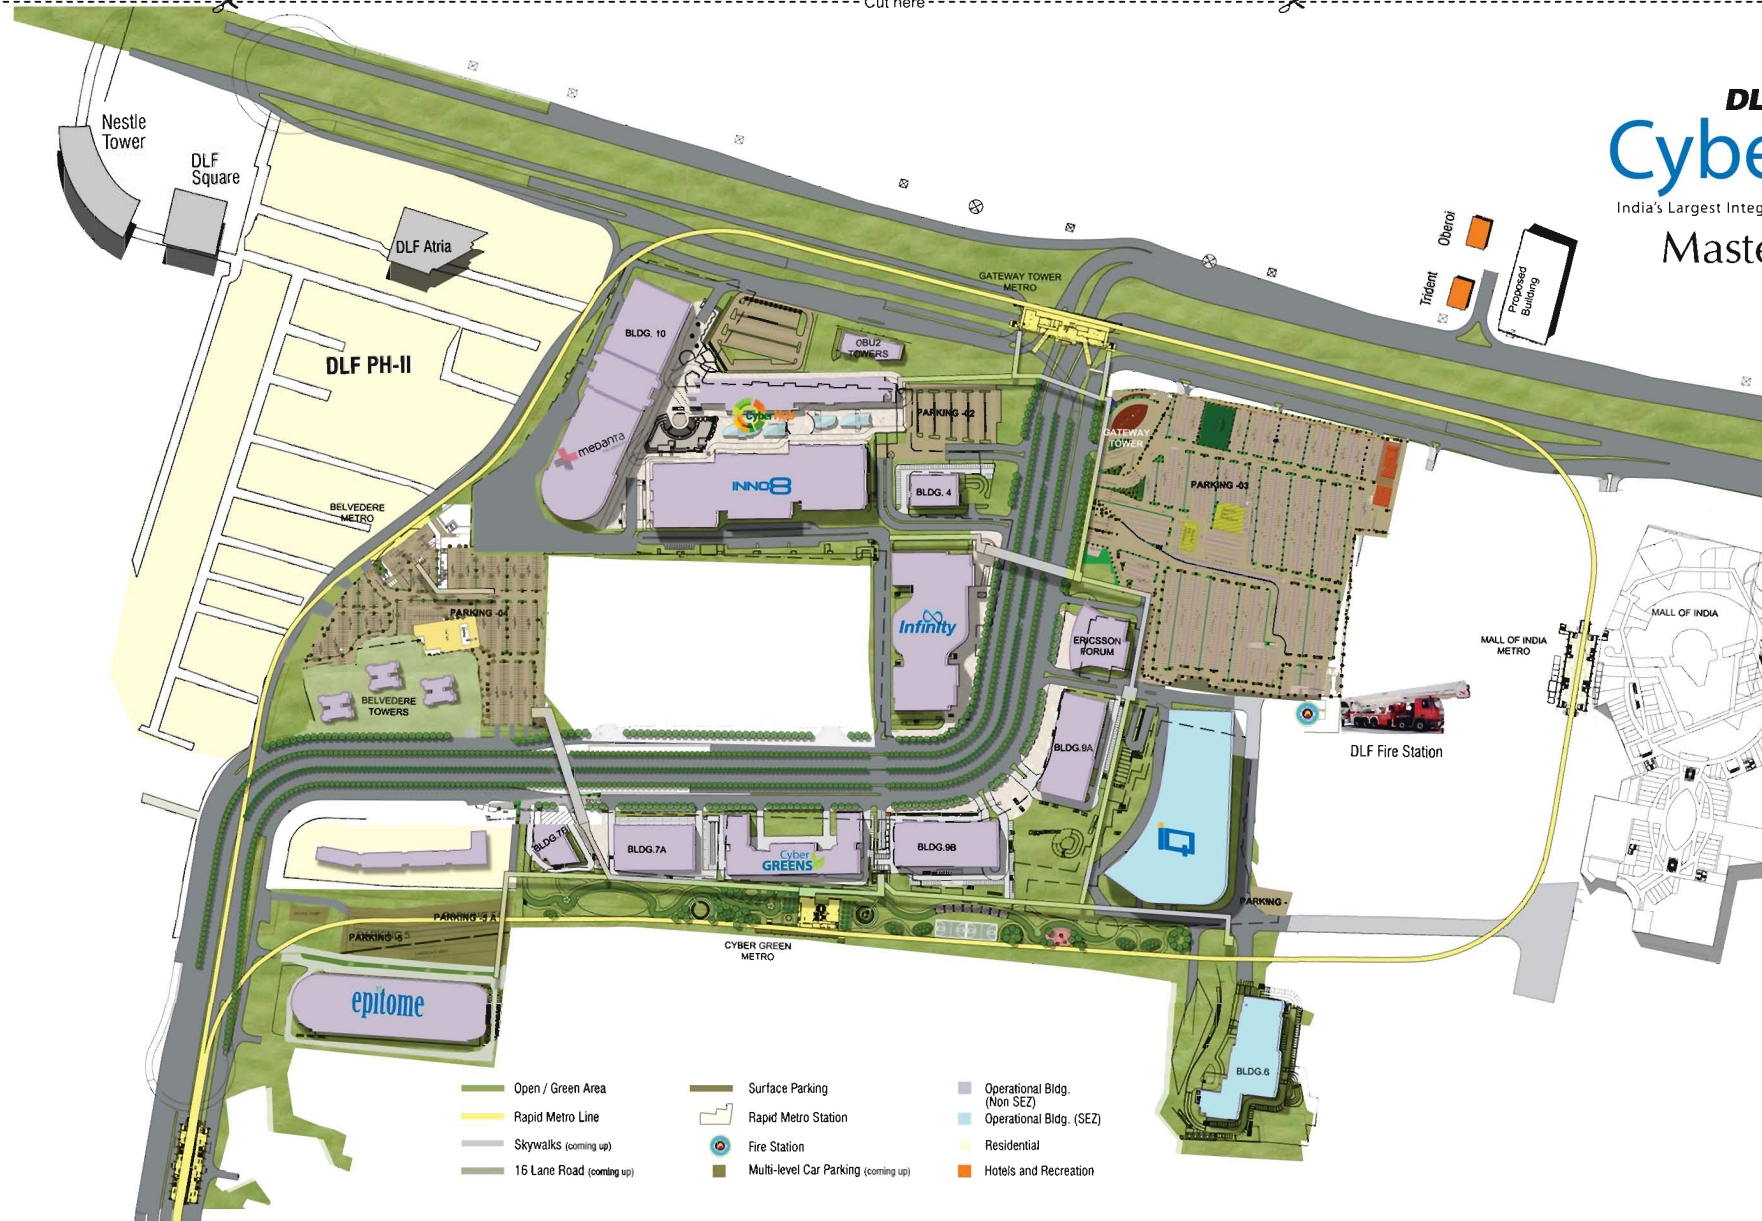 Cut here
DL
Cybe
India's Largest Integ
Maste
Nestle
Tower
DLF
Square
DLF Atria
DLF PH-II
GATEWAY TOWER
METRO
Oberoi
Trident
Proposed
Building
BLDG. 10
OBU2
TOWERS
medanta
Cyber
PARKING -02
GATEWAY
TOWER
INNO8
BLDG. 4
PARKING -03
BELVEDERE
METRO
PARKING -04
Infinity
ERICSSON
FORUM
MALL OF INDIA
MALL OF INDIA
METRO
BELVEDERE
TOWERS
DLF Fire Station
BLDG.9A
iQ
BLDG.7B
BLDG.7A
Cyber
GREENS
BLDG.9B
PARKING -
PARKING -5 A
PARKING -5
CYBER GREEN
METRO
epitome
BLDG.6
Open / Green Area
Rapid Metro Line
Skywalks (coming up)
16 Lane Road (coming up)
Surface Parking
Rapid Metro Station
Fire Station
Multi-level Car Parking (coming up)
Operational Bldg.
(Non SEZ)
Operational Bldg. (SEZ)
Residential
Hotels and Recreation